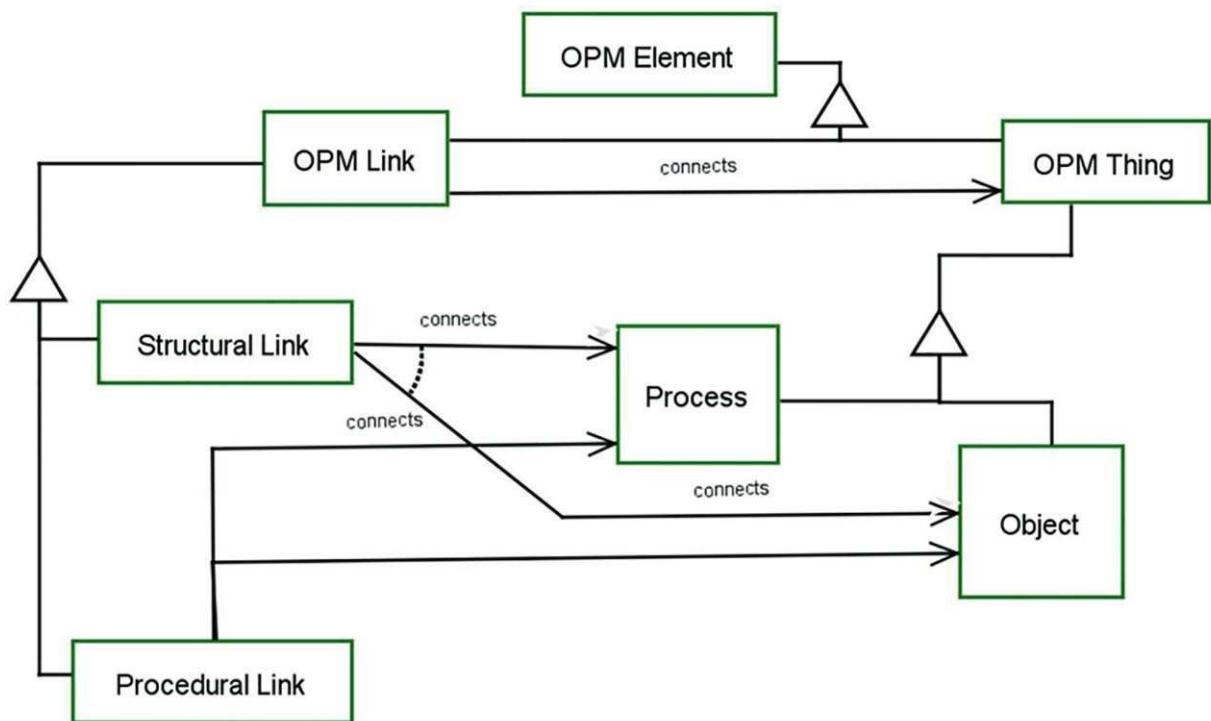 OPM Element
OPM Link
connects
OPM Thing
connects
Structural Link
Process
connects
connects
Object
Procedural Link